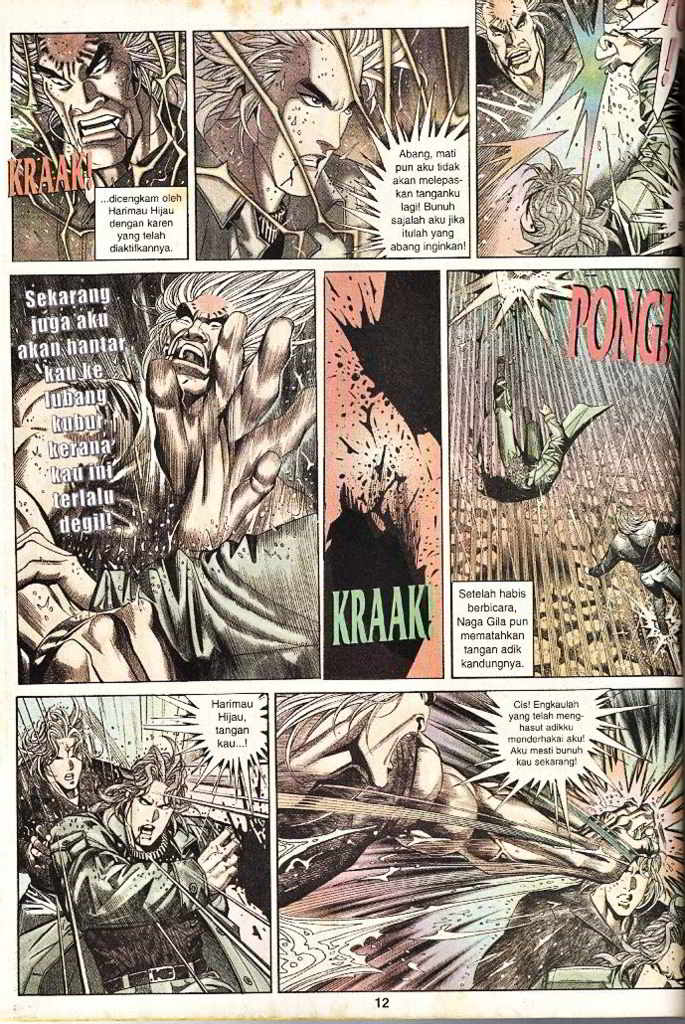 KRAAK!
...dicengkam oleh
Harimau Hijau
dengan karen
yang telah
diaktilkannya.
Abang, mati
pun aku tidak
akan melepas-
kan tanganku
lagi! Bunuh
sajalah aku jika
itulah yang
abang inginkan!
Sekarang
juga aku
akan hantar
kau ke
lubang
kubur
kerana
kau ini
terlalu
degil!
KRAAK!
PONG!
Setelah habis
berbicara,
Naga Gila pun
mematahkan
tangan adik
kandungnya.
Harimau
Hijau,
tangan
kau...!
Cis! Engkaulah
yang telah meng-
hasut adikku
menderhakai aku!
Aku mesti bunuh
kau sekarang!
12